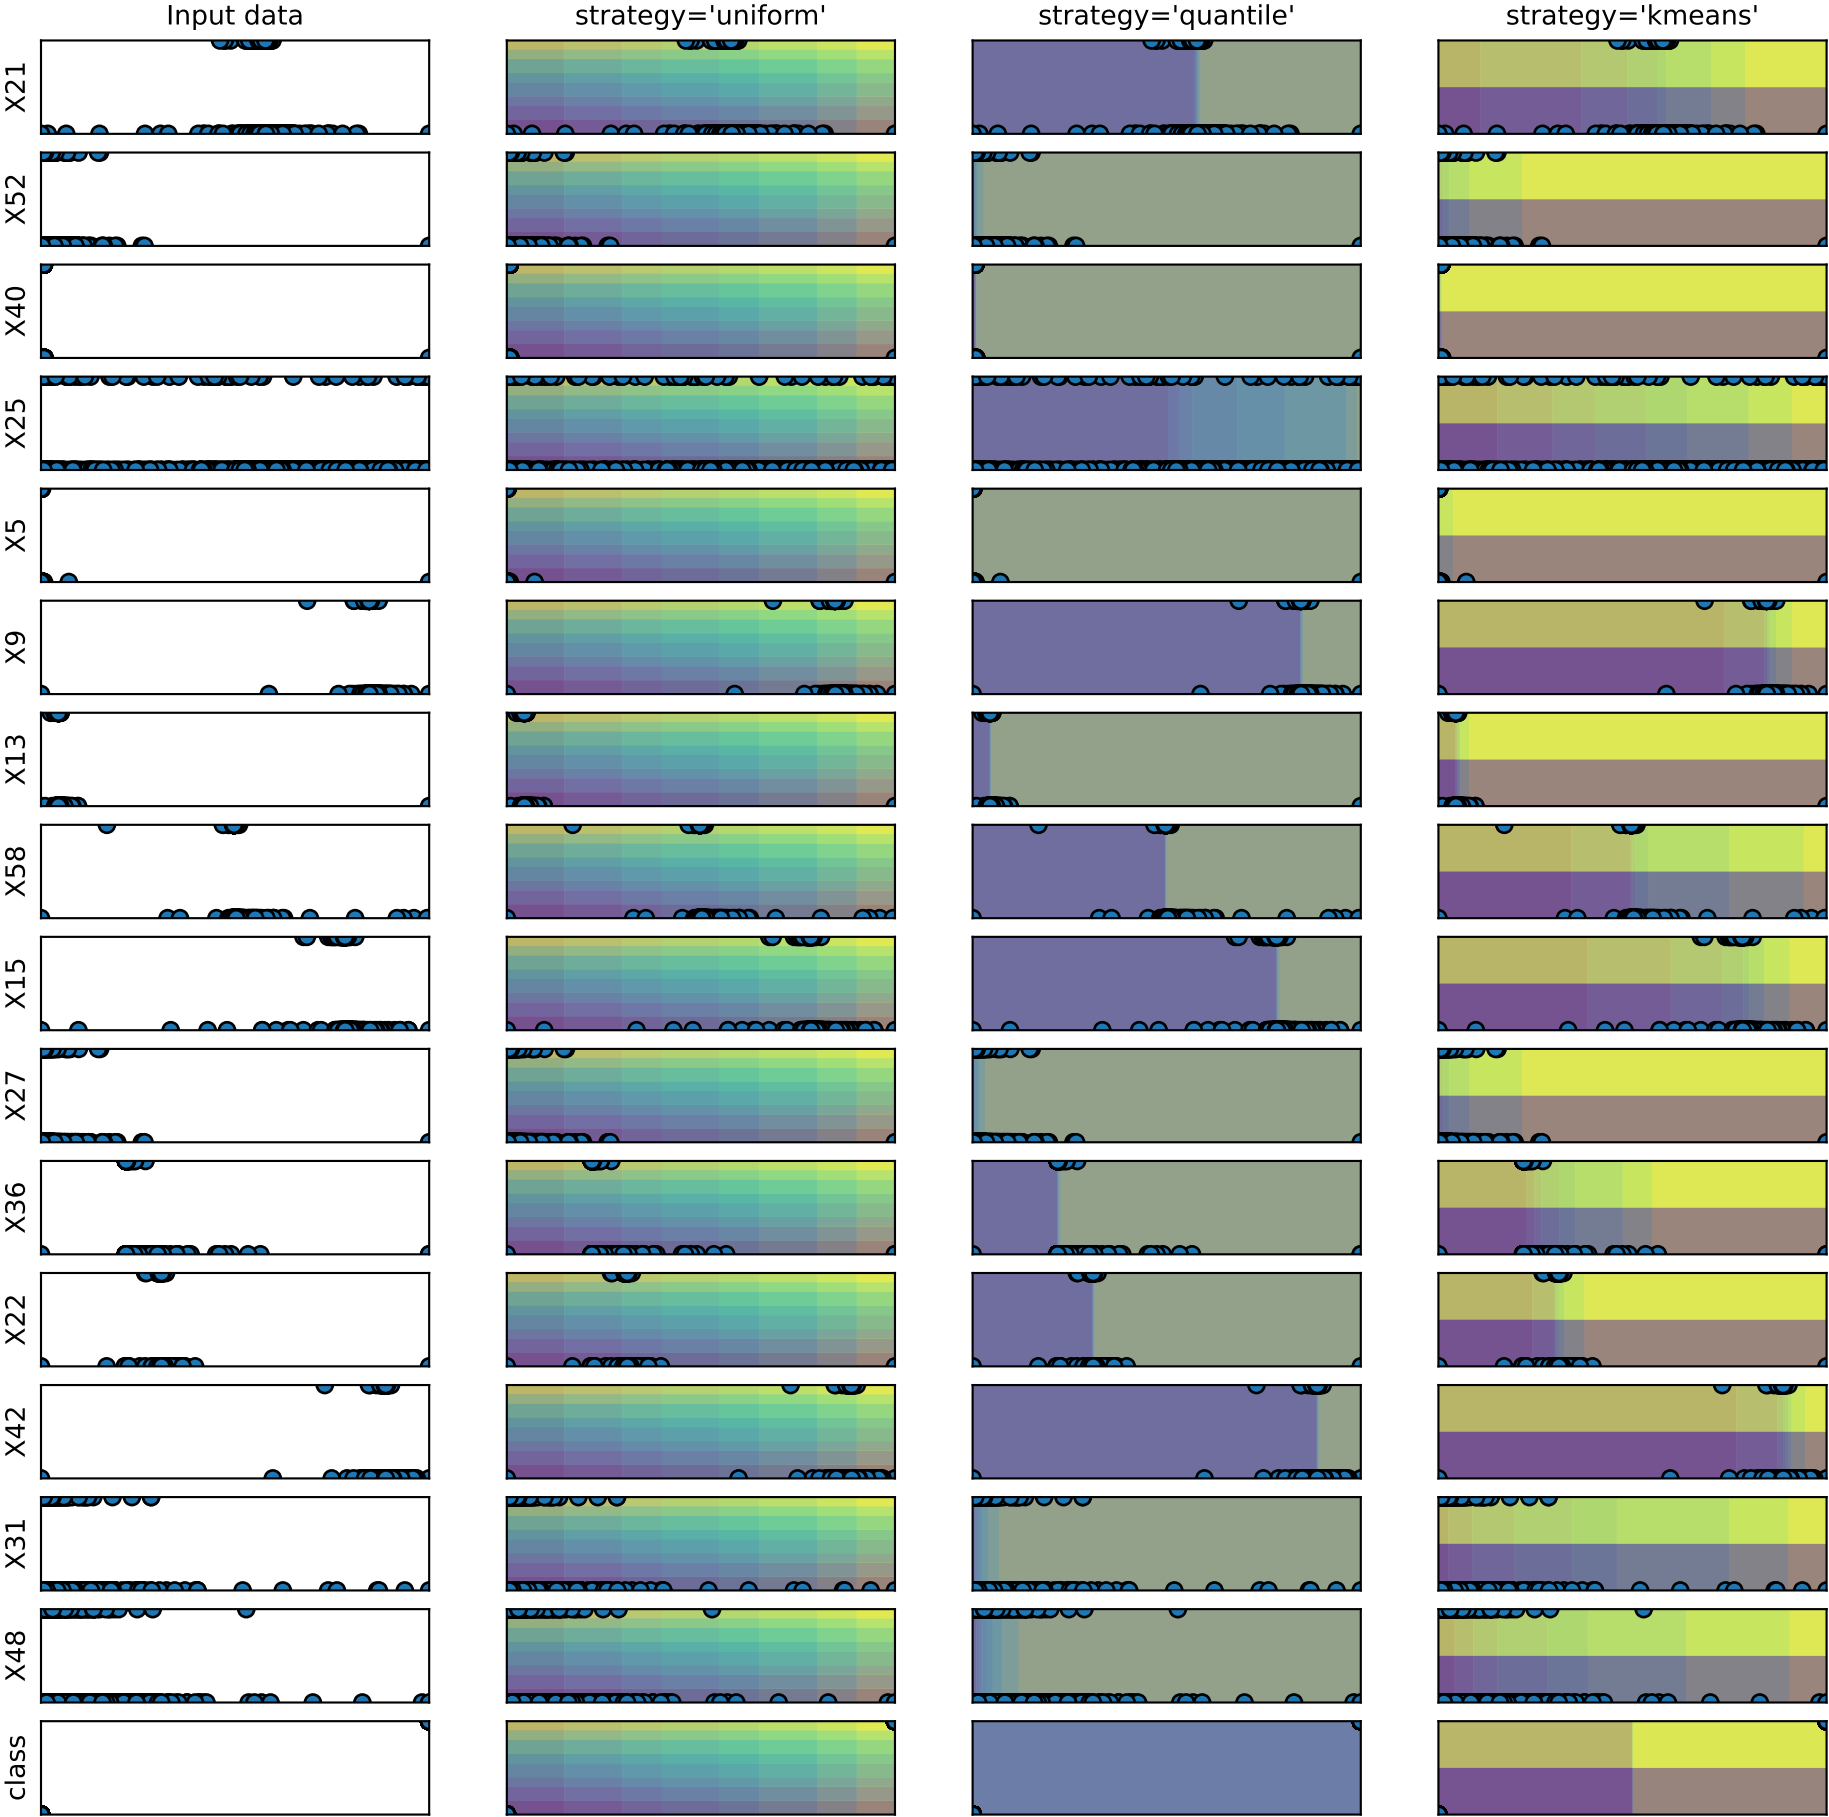 Input data strategy='uniform' strategy='quantile' strategy='kmeans'
X21
X52
X40
X25
X5
X9
X13
X58
X15
X27
X36
X22
X42
X31
X48
class